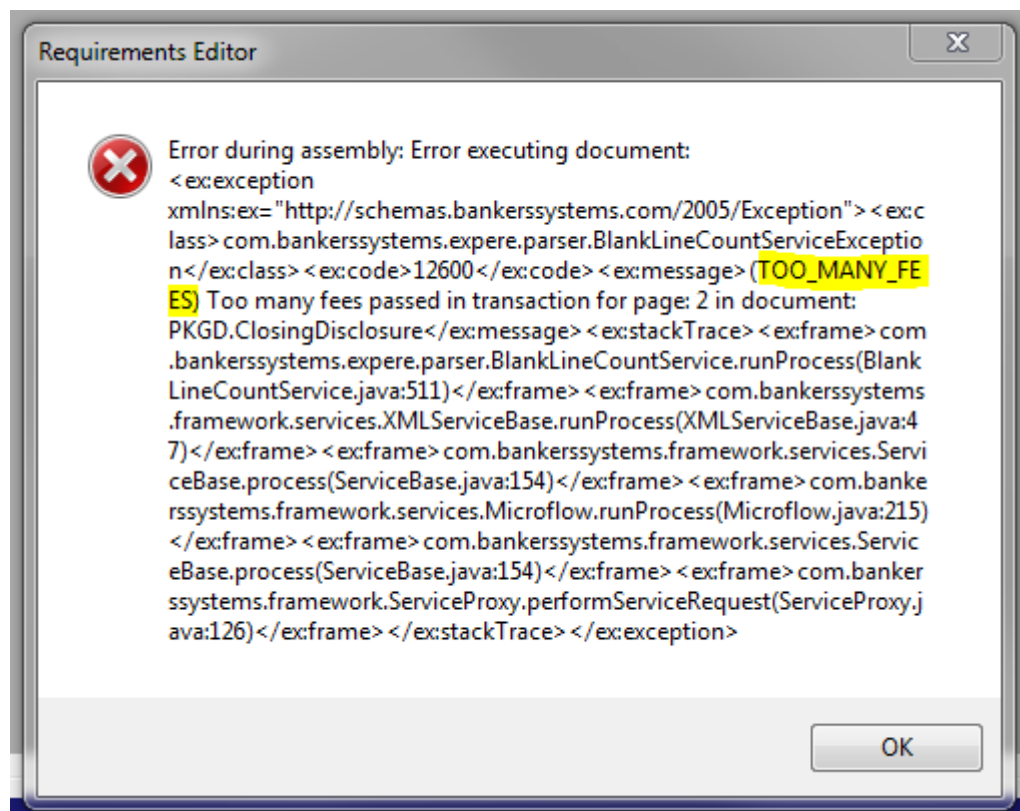 Requirements Editor
Error during assembly: Error executing document:
<ex:exception
xmlns:ex="http://schemas.bankerssystems.com/2005/Exception"><ex:c
lass>com.bankerssystems.expere.parser.BlankLineCountServiceExceptio
n</ex:class><ex:code>12600</ex:code><ex:message>(TOO_MANY_FE
ES) Too many fees passed in transaction for page: 2 in document:
PKGD.ClosingDisclosure</ex:message><ex:stackTrace><ex:frame>com
.bankerssystems.expere.parser.BlankLineCountService.runProcess(Blank
LineCountService.java:511)</ex:frame><ex:frame>com.bankerssystems
.framework.services.XMLServiceBase.runProcess(XMLServiceBase.java:4
7)</ex:frame><ex:frame>com.bankerssystems.framework.services.Servi
ceBase.process(ServiceBase.java:154)</ex:frame><ex:frame>com.banke
rssystems.framework.services.Microflow.runProcess(Microflow.java:215)
</ex:frame><ex:frame>com.bankerssystems.framework.services.Servic
eBase.process(ServiceBase.java:154)</ex:frame><ex:frame>com.banker
ssystems.framework.ServiceProxy.performServiceRequest(ServiceProxy.j
ava:126)</ex:frame></ex:stackTrace></ex:exception>
OK